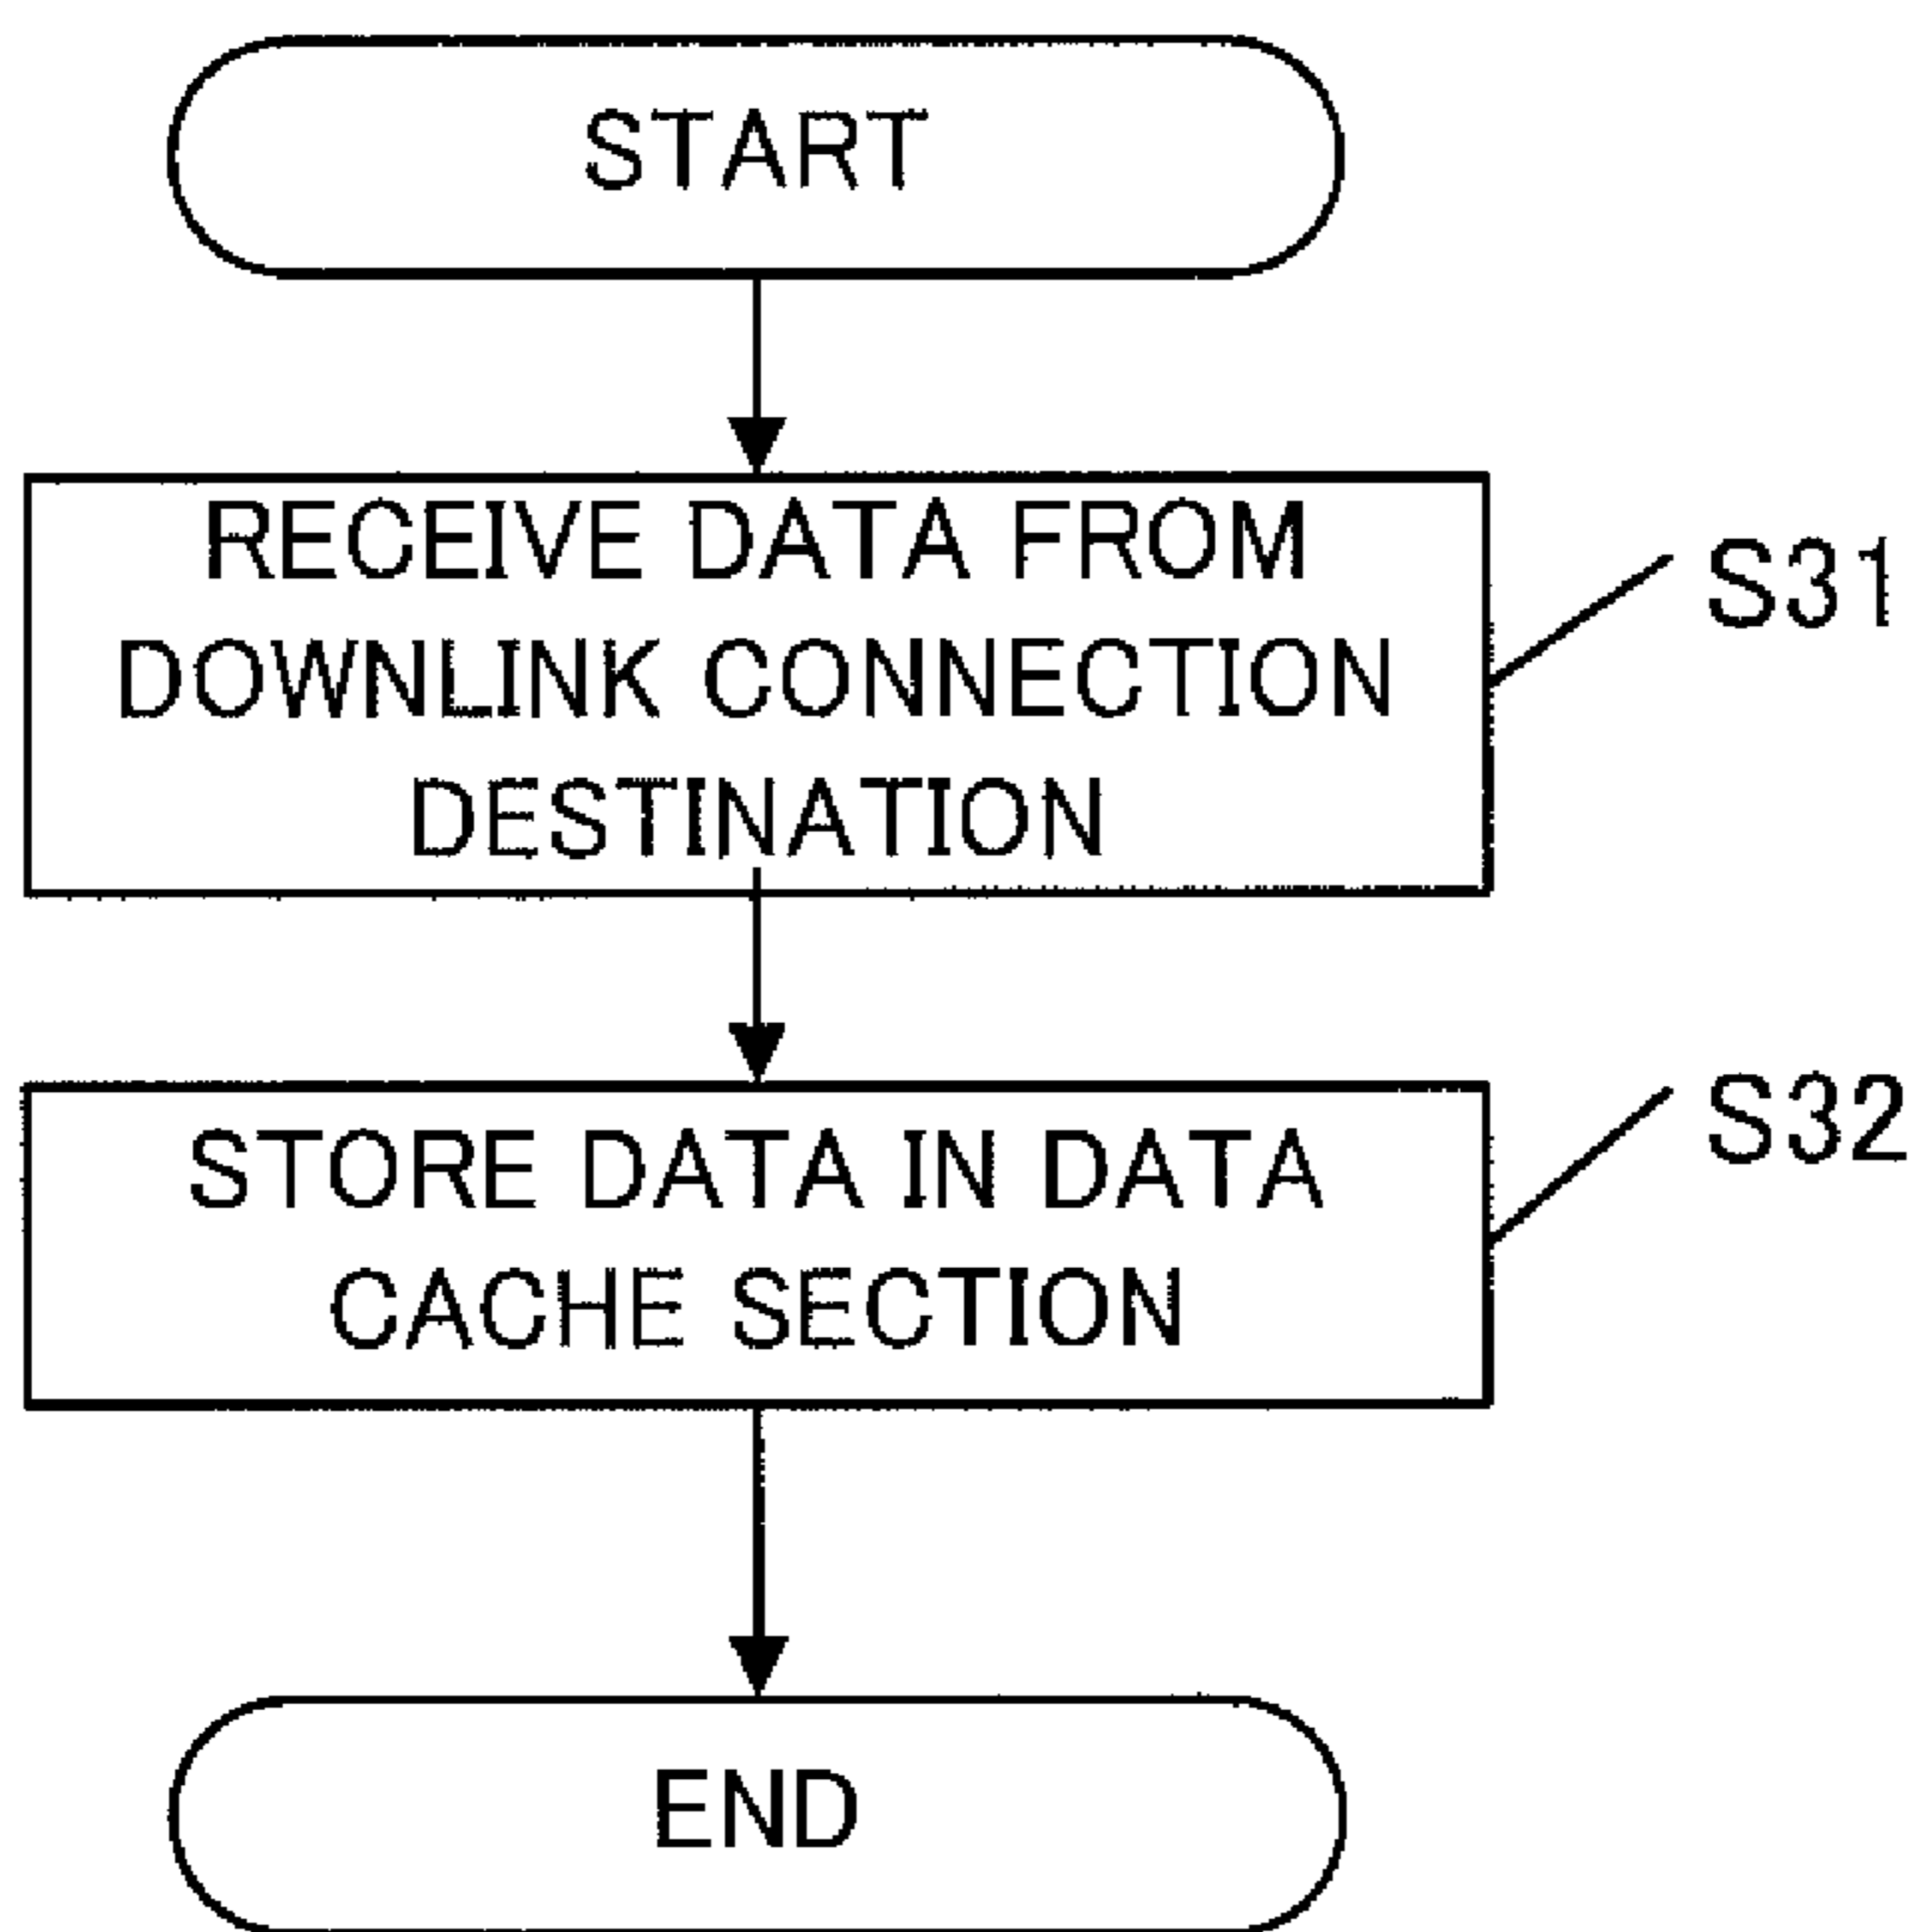 START
RECEIVE DATA FROM
DOWNLINK CONNECTION
DESTINATION
S31
STORE DATA IN DATA
CACHE SECTION
S32
END